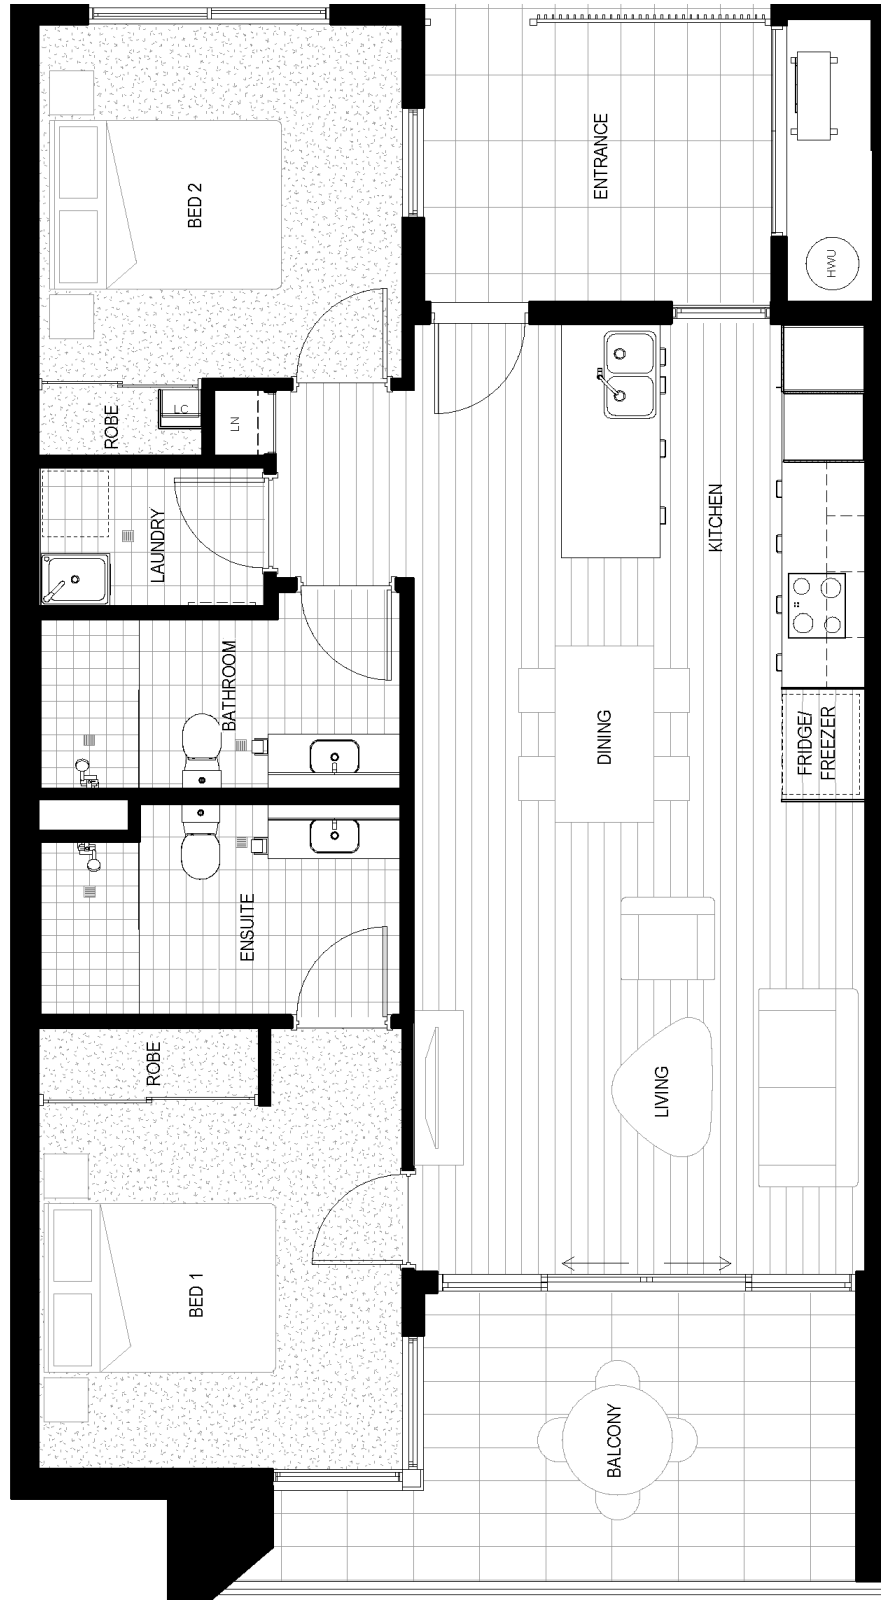 ENTRANCE
BED 2
HWU
ROBE
LC
LN
KITCHEN
LAUNDRY
BATHROOM
DINING
FRIDGE/
FREEZER
ENSUITE
ROBE
LIVING
BED 1
BALCONY